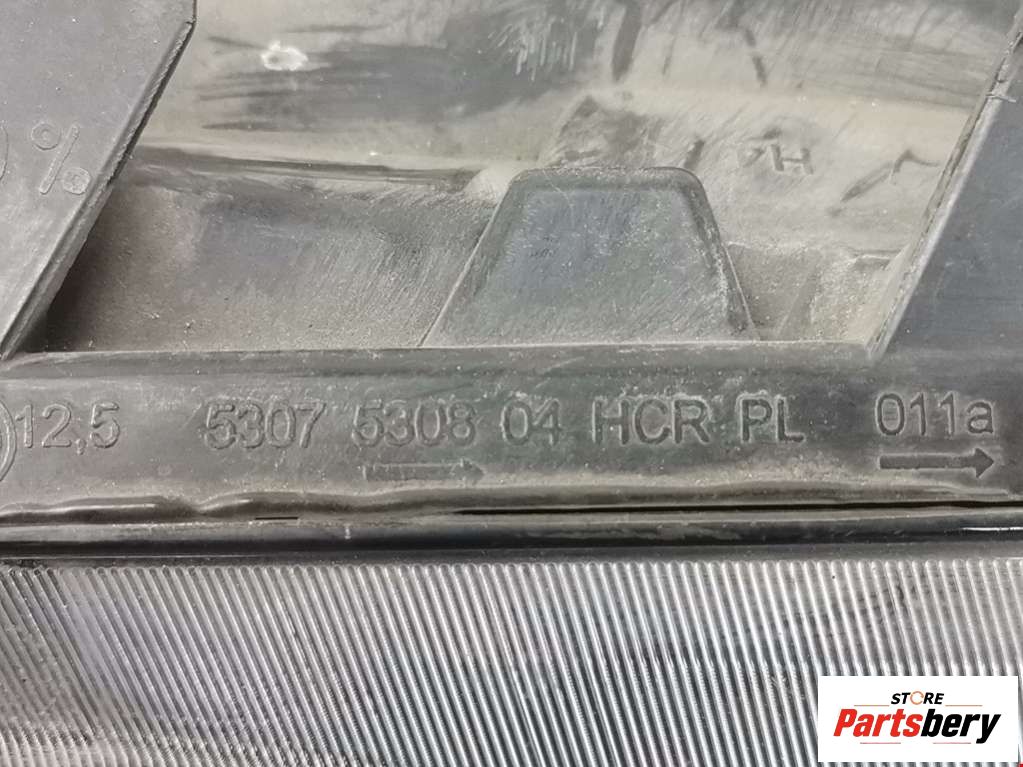 %
12,5 5307 5308 04 HCR PL 011a
STORE
Partsbery